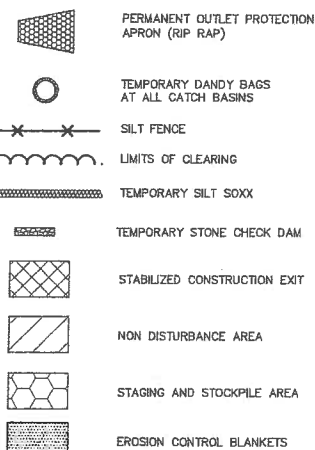 PERMANENT OUTLET PROTECTION
APRON (RIP RAP)
TEMPORARY DANDY BAGS
AT ALL CATCH BASINS
SILT FENCE
LIMITS OF CLEARING
TEMPORARY SILT SOXX
TEMPORARY STONE CHECK DAM
STABILIZED CONSTRUCTION EXIT
NON DISTURBANCE AREA
STAGING AND STOCKPILE AREA
EROSION CONTROL BLANKETS